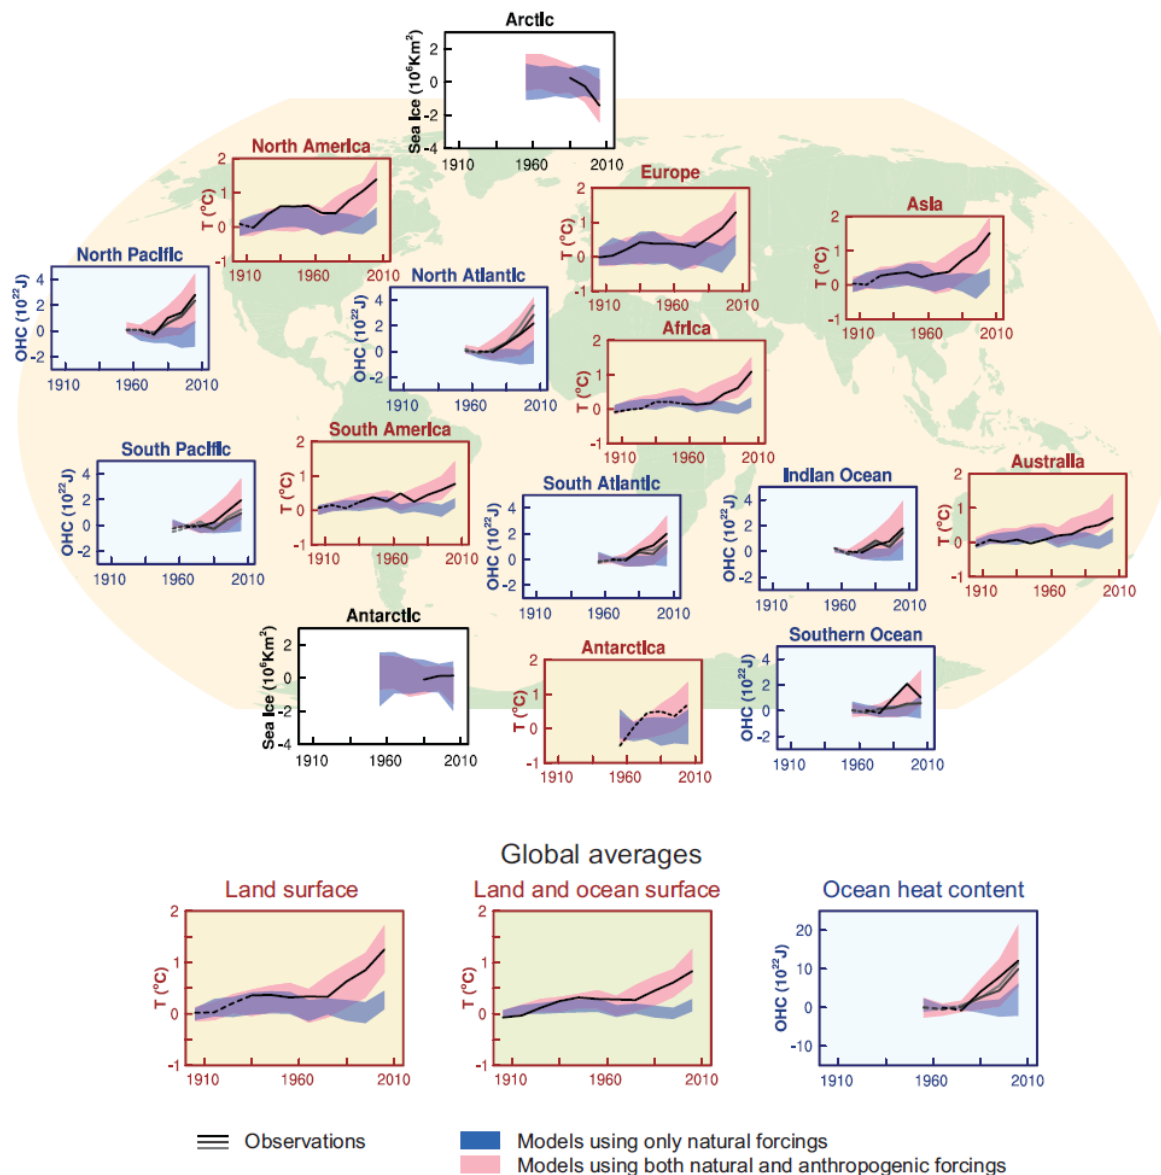 Arctic
Sea Ice (10⁶Km²)
2
0
-2
-4
1910 1960 2010
North America
T (°C)
2
1
0
-1
1910 1960 2010
Europe
T (°C)
2
1
0
-1
1910 1960 2010
Asia
T (°C)
2
1
0
-1
1910 1960 2010
North Pacific
OHC (10²²J)
4
2
0
-2
1910 1960 2010
North Atlantic
OHC (10²²J)
4
2
0
-2
1910 1960 2010
Africa
T (°C)
2
1
0
-1
1910 1960 2010
South Pacific
OHC (10²²J)
4
2
0
-2
1910 1960 2010
South America
T (°C)
2
1
0
-1
1910 1960 2010
South Atlantic
OHC (10²²J)
4
2
0
-2
1910 1960 2010
Indian Ocean
OHC (10²²J)
4
2
0
-2
1910 1960 2010
Australia
T (°C)
2
1
0
-1
1910 1960 2010
Antarctic
Sea Ice (10⁶Km²)
2
0
-2
-4
1910 1960 2010
Antarctica
T (°C)
2
1
0
-1
1910 1960 2010
Southern Ocean
OHC (10²²J)
4
2
0
-2
1910 1960 2010
Global averages
Land surface
T (°C)
2
1
0
-1
1910 1960 2010
Land and ocean surface
T (°C)
2
1
0
-1
1910 1960 2010
Ocean heat content
OHC (10²²J)
20
10
0
-10
1910 1960 2010
Observations
Models using only natural forcings
Models using both natural and anthropogenic forcings